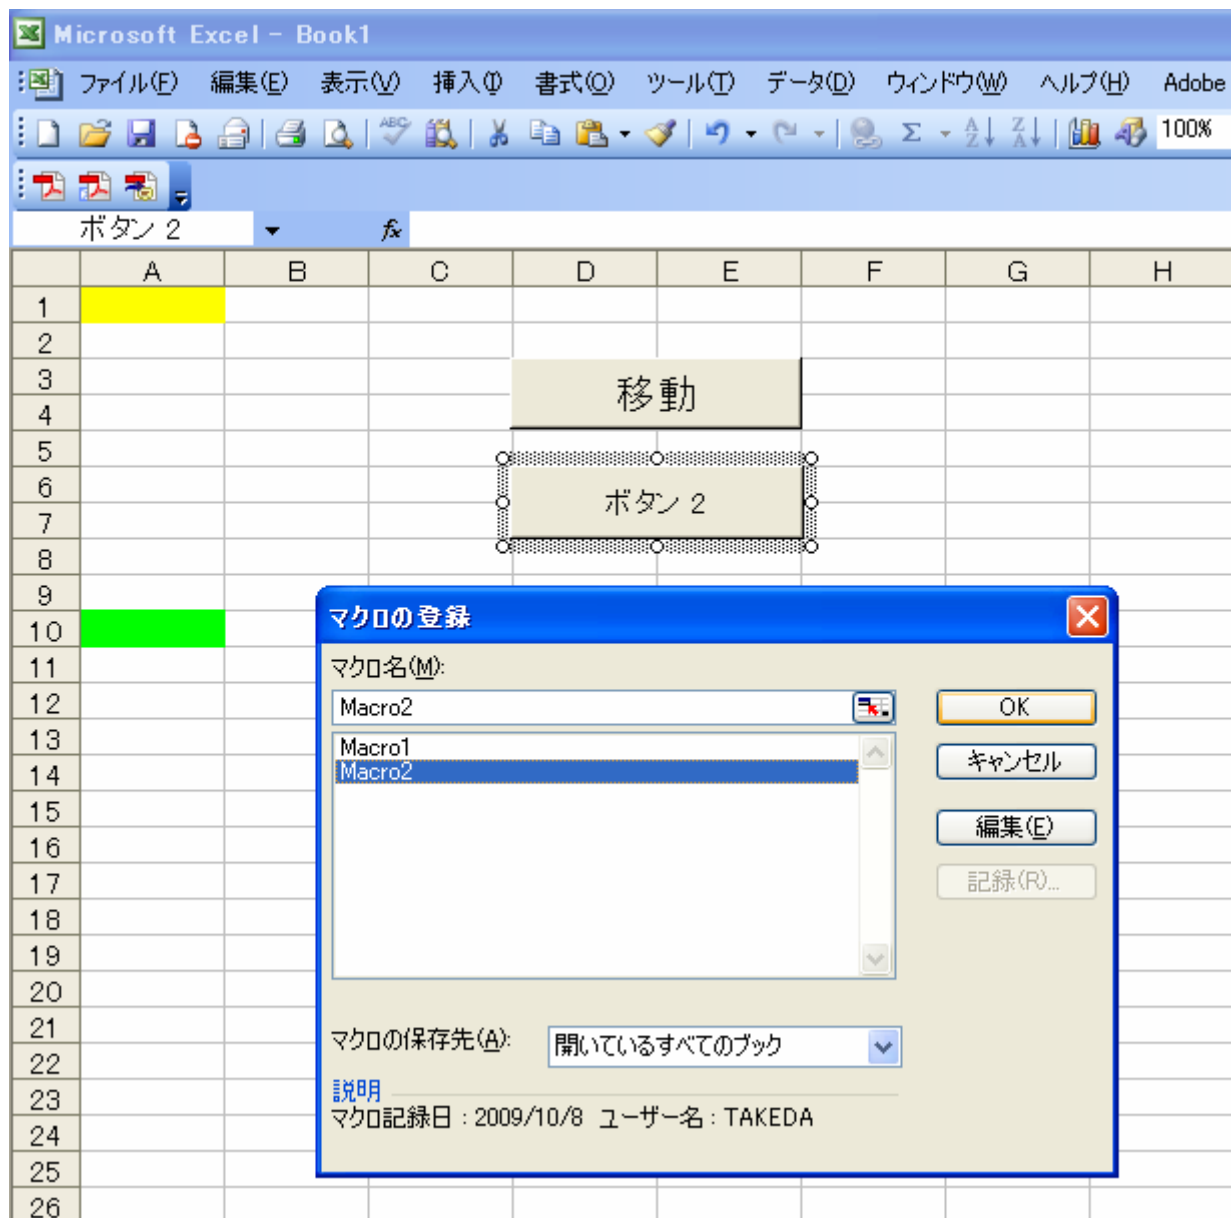 Microsoft Excel - Book1
ファイル(F) 編集(E) 表示(V) 挿入(I) 書式(O) ツール(T) データ(D) ウィンドウ(W) ヘルプ(H) Adobe
ABC Σ A Z Z A 100%
ボタン 2 fx
A B C D E F G H
1
2
3
移動
4
5
6
ボタン 2
7
8
9
10
マクロの登録
11
マクロ名(M):
12
Macro2 OK
13
Macro1
キャンセル
14
Macro2
15
編集(E)
16
17
記録(R)...
18
19
20
21
マクロの保存先(A): 開いているすべてのブック
22
23
説明
マクロ記録日 : 2009/10/8 ユーザー名 : TAKEDA
24
25
26